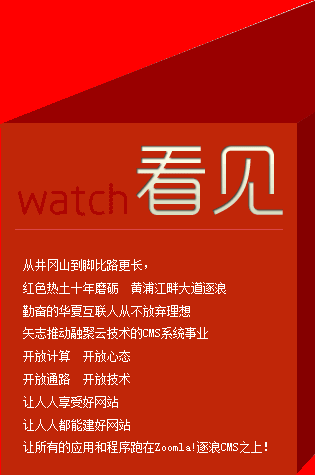 watch 看见
从井冈山到脚比路更长，
红色热土十年磨砺　黄浦江畔大道逐浪
勤奋的华夏互联人从不放弃理想
矢志推动融聚云技术的CMS系统事业
开放计算　开放心态
开放通路　开放技术
让人人享受好网站
让人人都能建好网站
让所有的应用和程序跑在Zoomla!逐浪CMS之上！